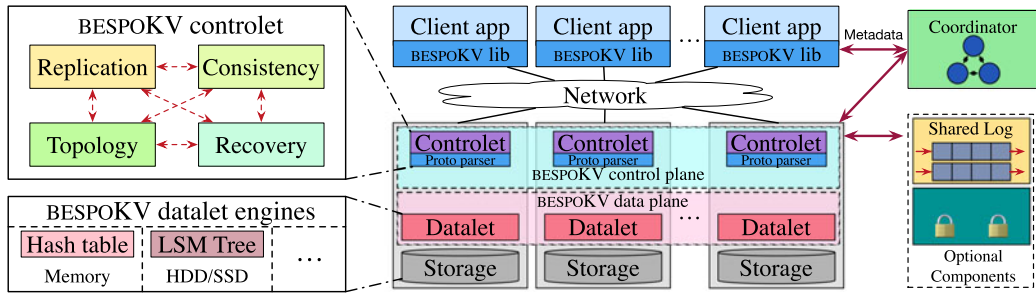 BESPOKV controlet
Replication
Consistency
Topology
Recovery
BESPOKV datalet engines
Hash table
LSM Tree
Memory
HDD/SSD
...
Client app
BESPOKV lib
Client app
BESPOKV lib
...
Client app
BESPOKV lib
Metadata
Coordinator
Network
Controlet
Proto parser
Controlet
Proto parser
Controlet
Proto parser
BESPOKV control plane
BESPOKV data plane
...
Datalet
Datalet
Datalet
Storage
Storage
Storage
Shared Log
Optional
Components